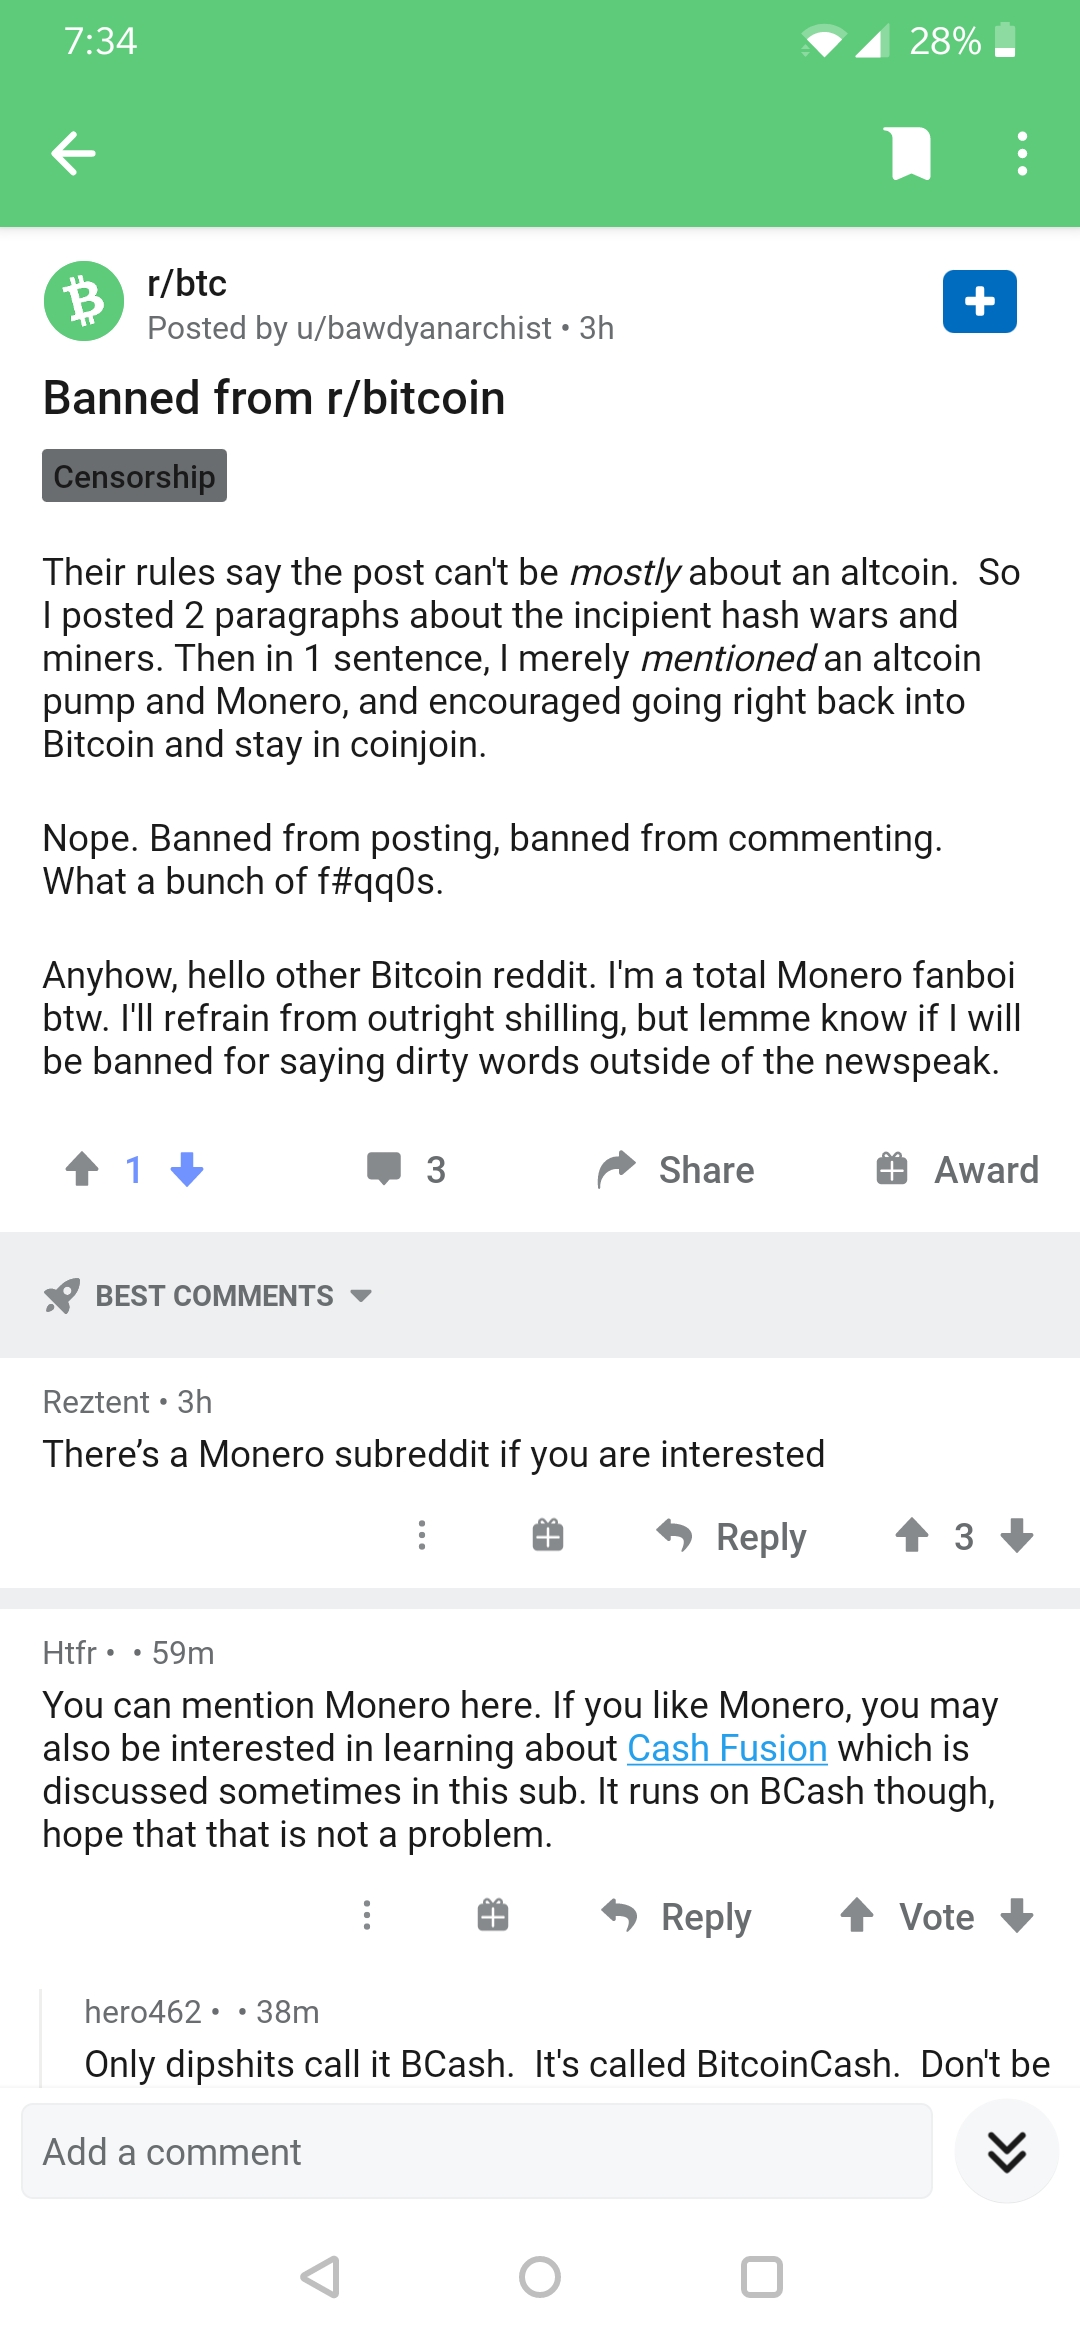 7:34
28%
r/btc
Posted by u/bawdyanarchist • 3h
Banned from r/bitcoin
Censorship
Their rules say the post can't be mostly about an altcoin.  So
I posted 2 paragraphs about the incipient hash wars and
miners. Then in 1 sentence, I merely mentioned an altcoin
pump and Monero, and encouraged going right back into
Bitcoin and stay in coinjoin.
Nope. Banned from posting, banned from commenting.
What a bunch of f#qq0s.
Anyhow, hello other Bitcoin reddit. I'm a total Monero fanboi
btw. I'll refrain from outright shilling, but lemme know if I will
be banned for saying dirty words outside of the newspeak.
1
3
Share
Award
BEST COMMENTS
Reztent • 3h
There's a Monero subreddit if you are interested
Reply
3
Htfr •  • 59m
You can mention Monero here. If you like Monero, you may
also be interested in learning about Cash Fusion which is
discussed sometimes in this sub. It runs on BCash though,
hope that that is not a problem.
Reply
Vote
hero462 •  • 38m
Only dipshits call it BCash.  It's called BitcoinCash.  Don't be
Add a comment